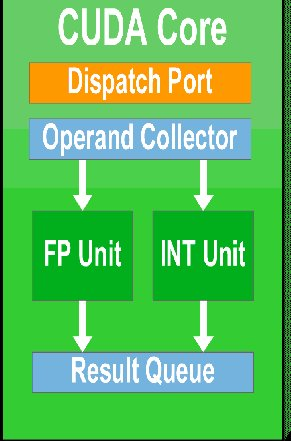 CUDA Core
Dispatch Port
Operand Collector
FP Unit
INT Unit
Result Queue